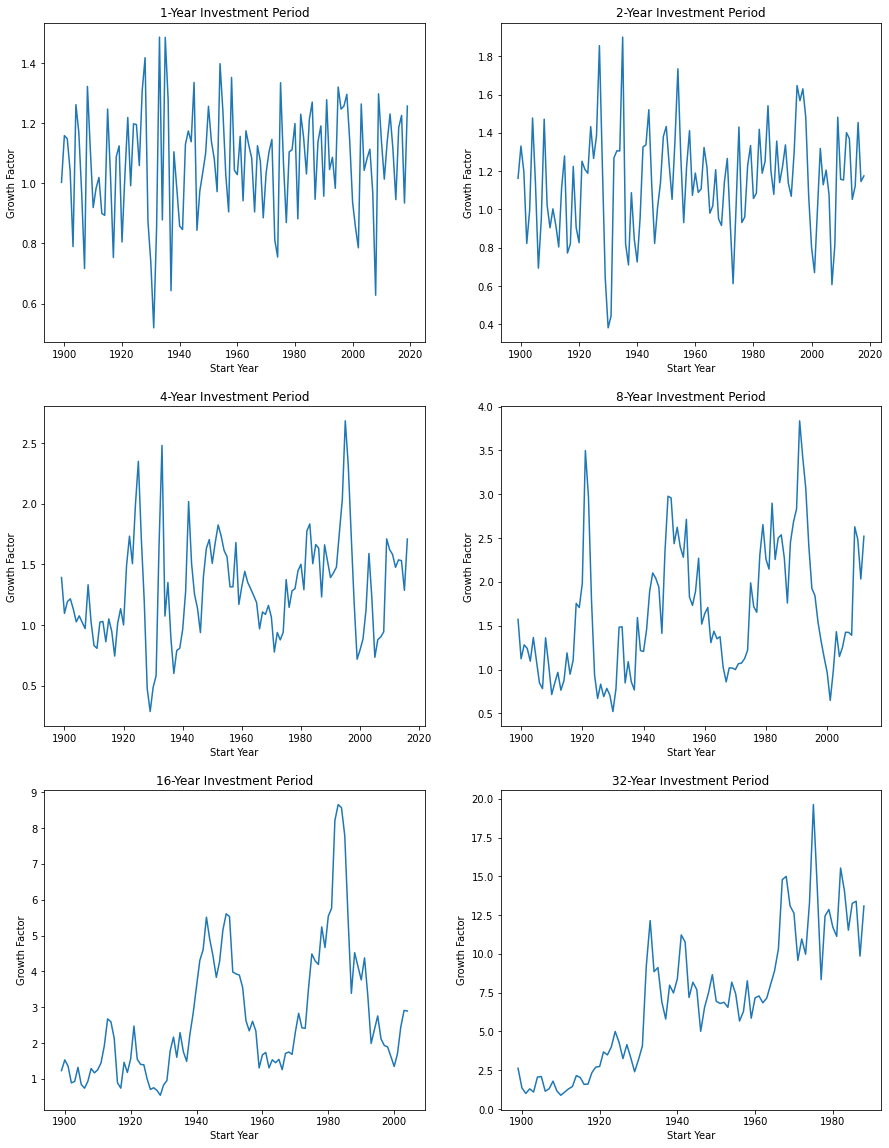 1-Year Investment Period
Growth Factor
1.4
1.2
1.0
0.8
0.6
1900 1920 1940 1960 1980 2000 2020
Start Year
2-Year Investment Period
Growth Factor
1.8
1.6
1.4
1.2
1.0
0.8
0.6
0.4
1900 1920 1940 1960 1980 2000 2020
Start Year
4-Year Investment Period
Growth Factor
2.5
2.0
1.5
1.0
0.5
1900 1920 1940 1960 1980 2000 2020
Start Year
8-Year Investment Period
Growth Factor
4.0
3.5
3.0
2.5
2.0
1.5
1.0
0.5
1900 1920 1940 1960 1980 2000
Start Year
16-Year Investment Period
Growth Factor
9
8
7
6
5
4
3
2
1
1900 1920 1940 1960 1980 2000
Start Year
32-Year Investment Period
Growth Factor
20.0
17.5
15.0
12.5
10.0
7.5
5.0
2.5
0.0
1900 1920 1940 1960 1980
Start Year